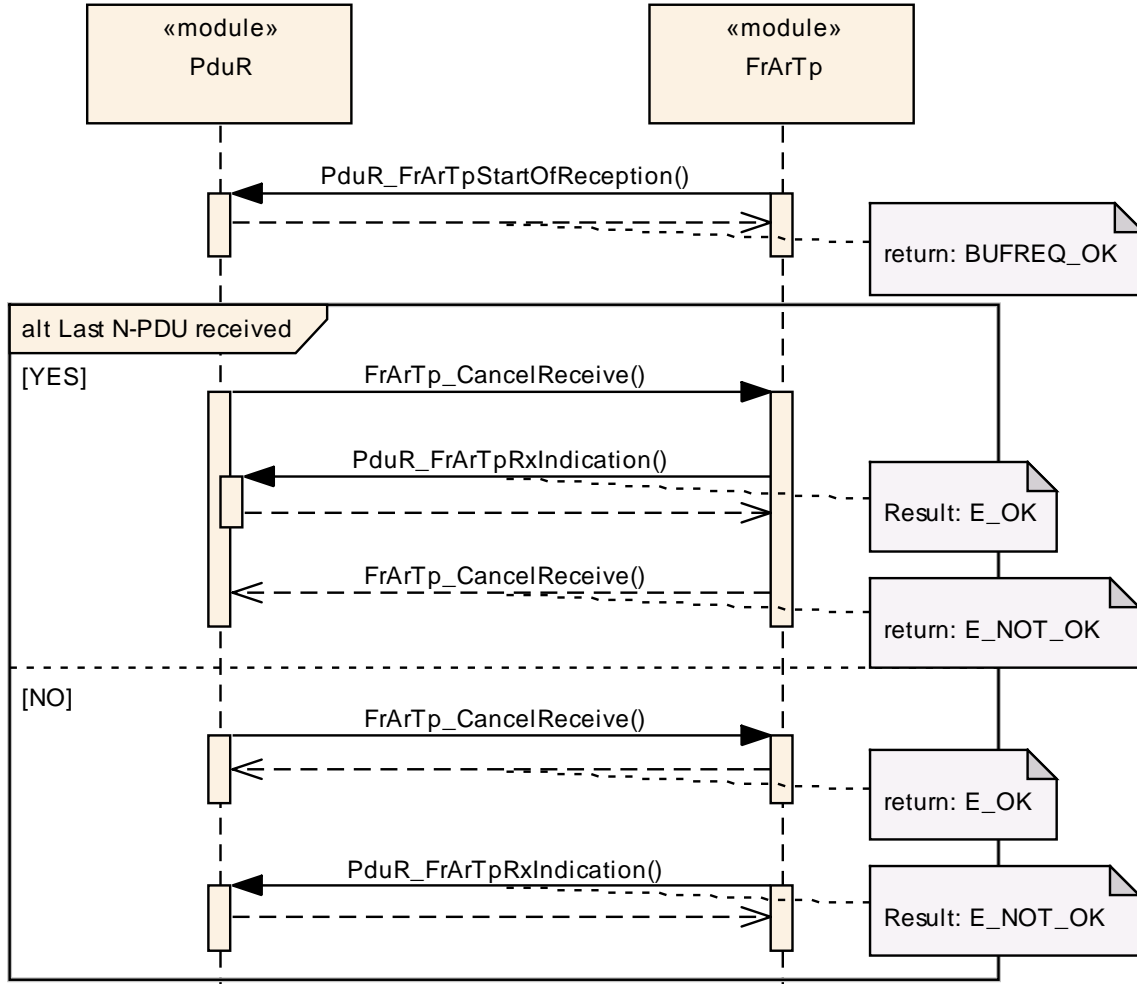 «module»
PduR
«module»
FrArTp
PduR_FrArTpStartOfReception()
return: BUFREQ_OK
alt Last N-PDU received
[YES]
FrArTp_CancelReceive()
PduR_FrArTpRxIndication()
Result: E_OK
FrArTp_CancelReceive()
return: E_NOT_OK
[NO]
FrArTp_CancelReceive()
return: E_OK
PduR_FrArTpRxIndication()
Result: E_NOT_OK